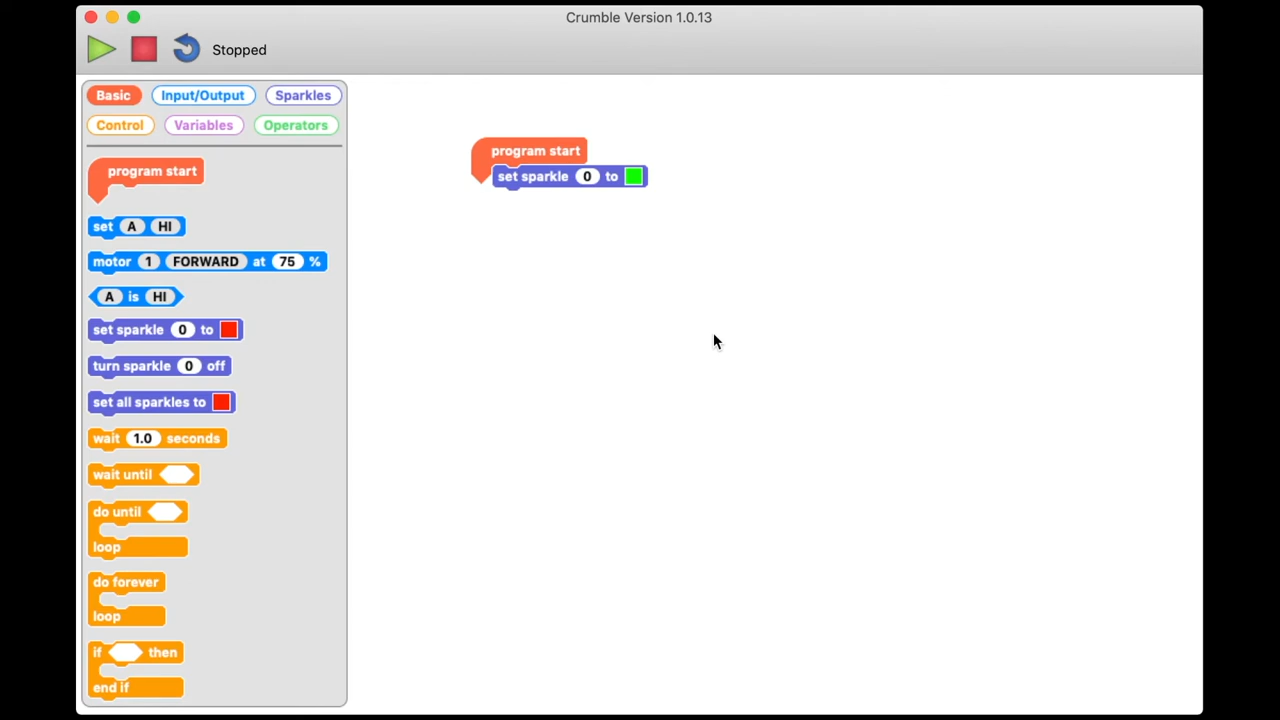 Crumble Version 1.0.13
Stopped
Basic Input/Output Sparkles
Control Variables Operators
program start
set A HI
motor 1 FORWARD at 75 %
A is HI
set sparkle 0 to
turn sparkle 0 off
set all sparkles to
wait 1.0 seconds
wait until
do until
loop
do forever
loop
if then
end if
program start
set sparkle 0 to